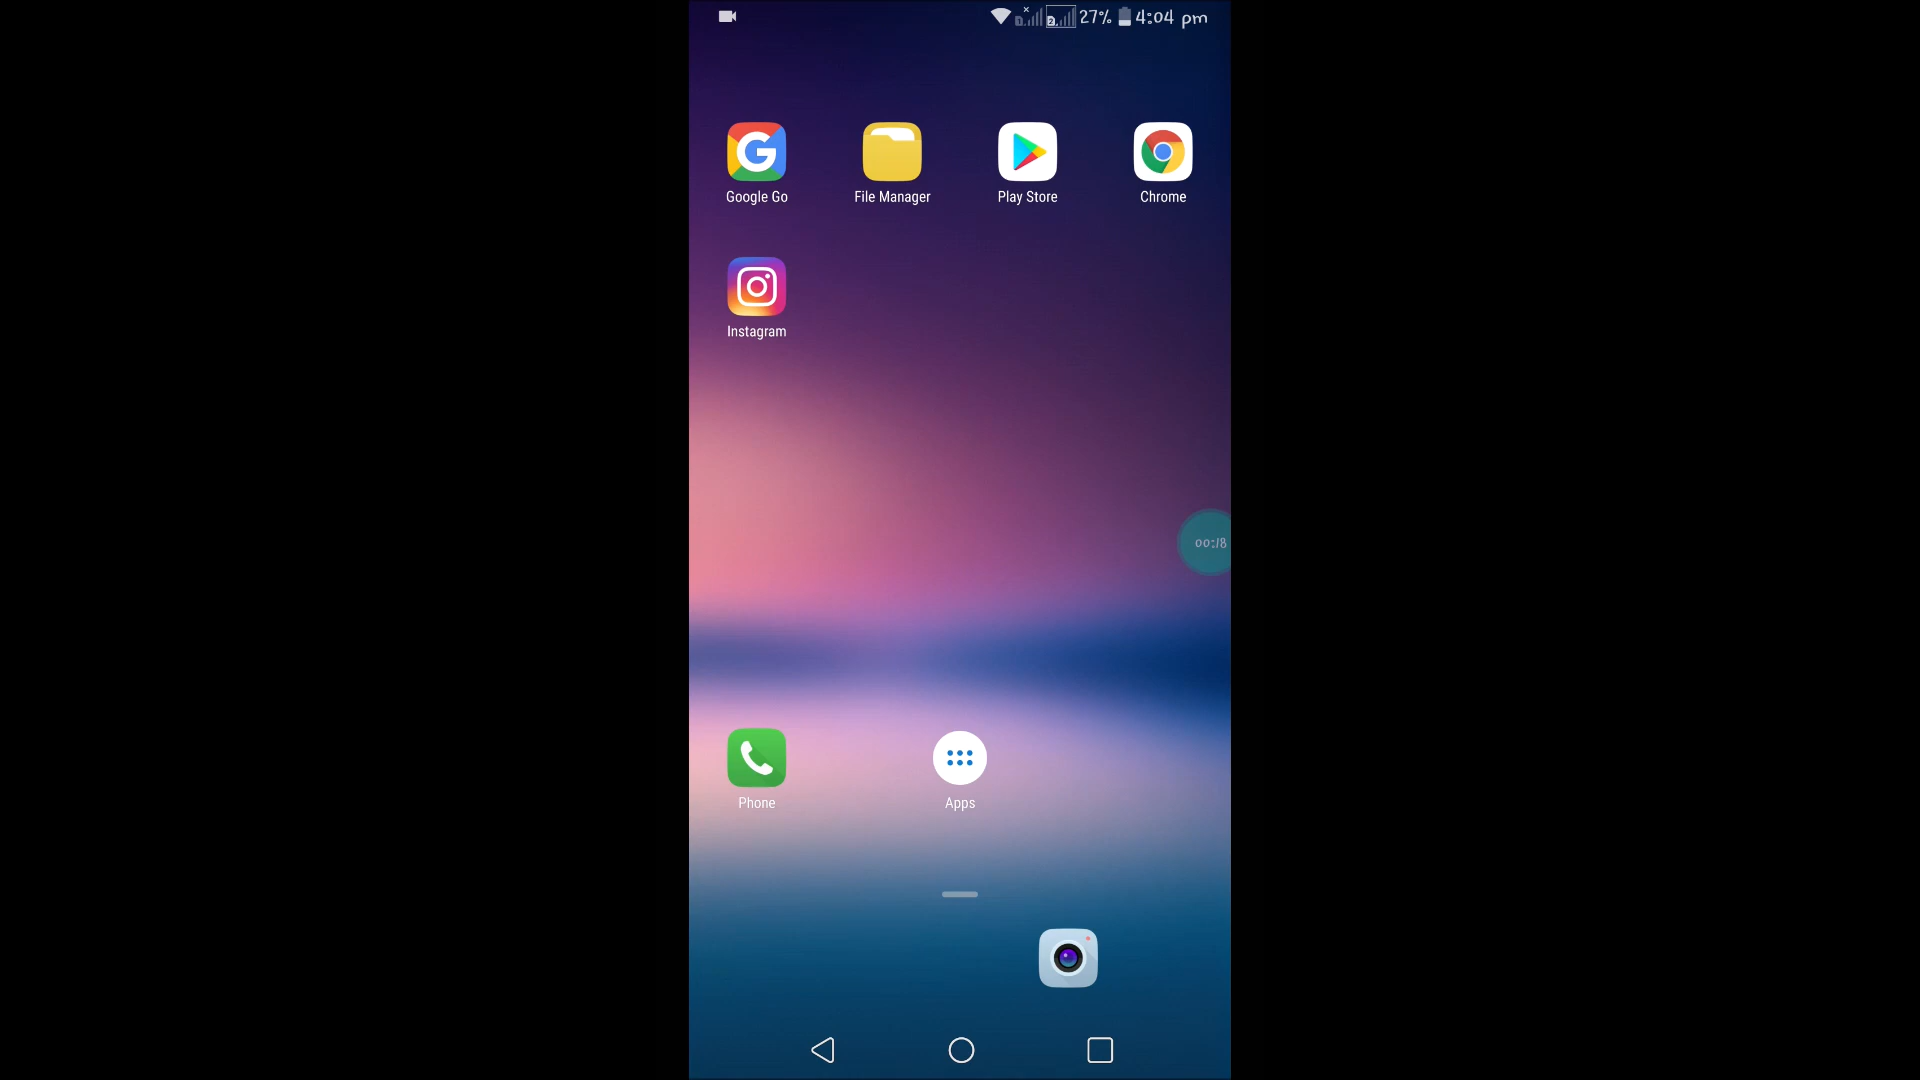 27% 4:04 pm
Google Go
File Manager
Play Store
Chrome
Instagram
00:18
Phone
Apps